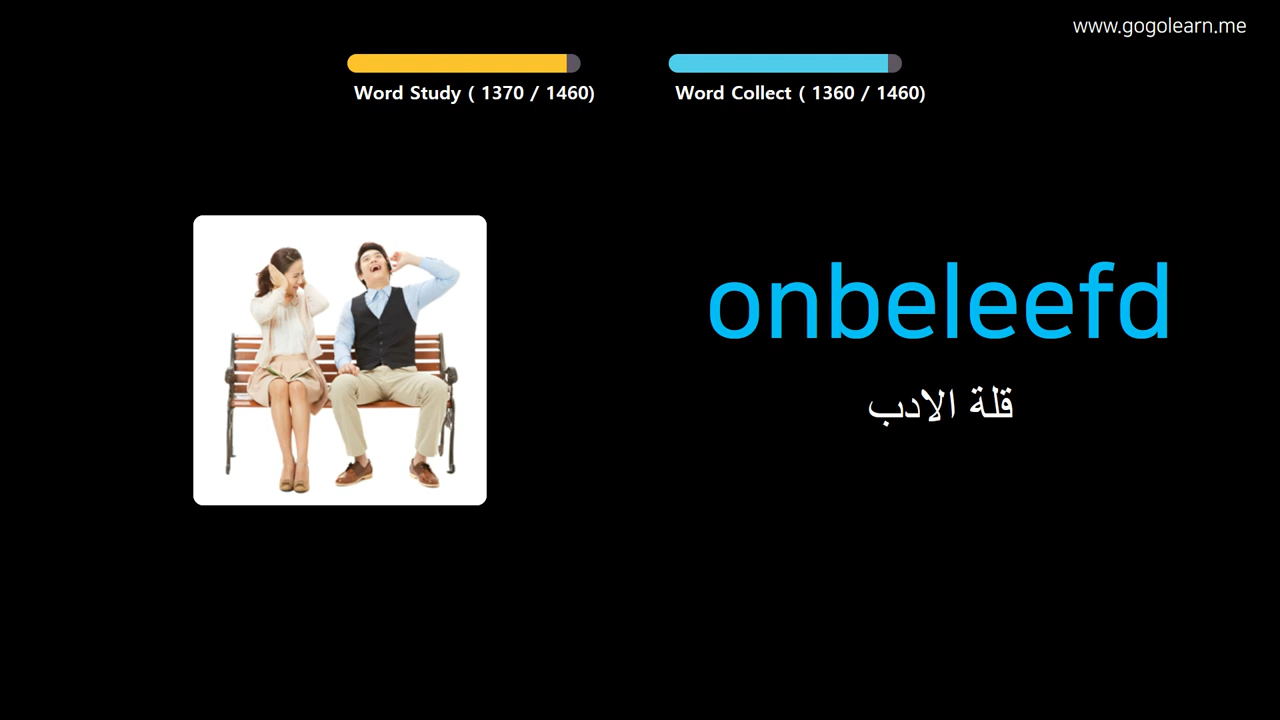 www.gogolearn.me
Word Study ( 1370 / 1460)
Word Collect ( 1360 / 1460)
onbeleefd
قلة الادب